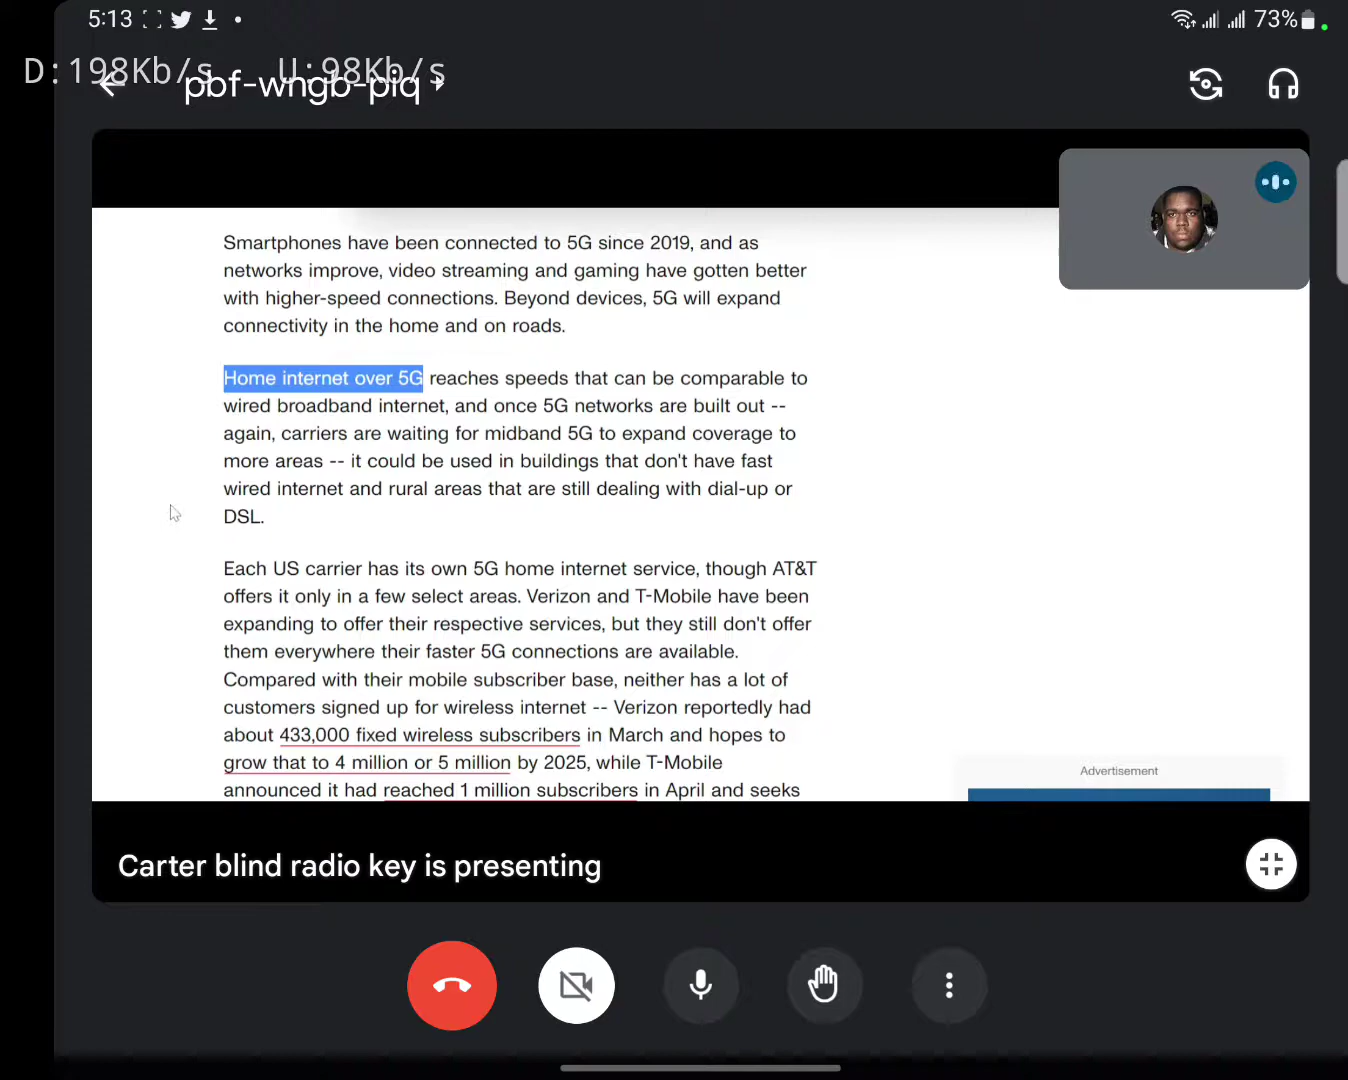 5:13
73%
D:198Kb/s U:98Kb/s
pbf-wngb-piq
Smartphones have been connected to 5G since 2019, and as
networks improve, video streaming and gaming have gotten better
with higher-speed connections. Beyond devices, 5G will expand
connectivity in the home and on roads.
Home internet over 5G reaches speeds that can be comparable to
wired broadband internet, and once 5G networks are built out --
again, carriers are waiting for midband 5G to expand coverage to
more areas -- it could be used in buildings that don't have fast
wired internet and rural areas that are still dealing with dial-up or
DSL.
Each US carrier has its own 5G home internet service, though AT&T
offers it only in a few select areas. Verizon and T-Mobile have been
expanding to offer their respective services, but they still don't offer
them everywhere their faster 5G connections are available.
Compared with their mobile subscriber base, neither has a lot of
customers signed up for wireless internet -- Verizon reportedly had
about 433,000 fixed wireless subscribers in March and hopes to
grow that to 4 million or 5 million by 2025, while T-Mobile
announced it had reached 1 million subscribers in April and seeks
Advertisement
Carter blind radio key is presenting